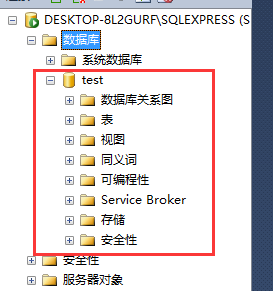 DESKTOP-8L2GURF\SQLEXPRESS (S
数据库
系统数据库
test
数据库关系图
表
视图
同义词
可编程性
Service Broker
存储
安全性
安全性
服务器对象